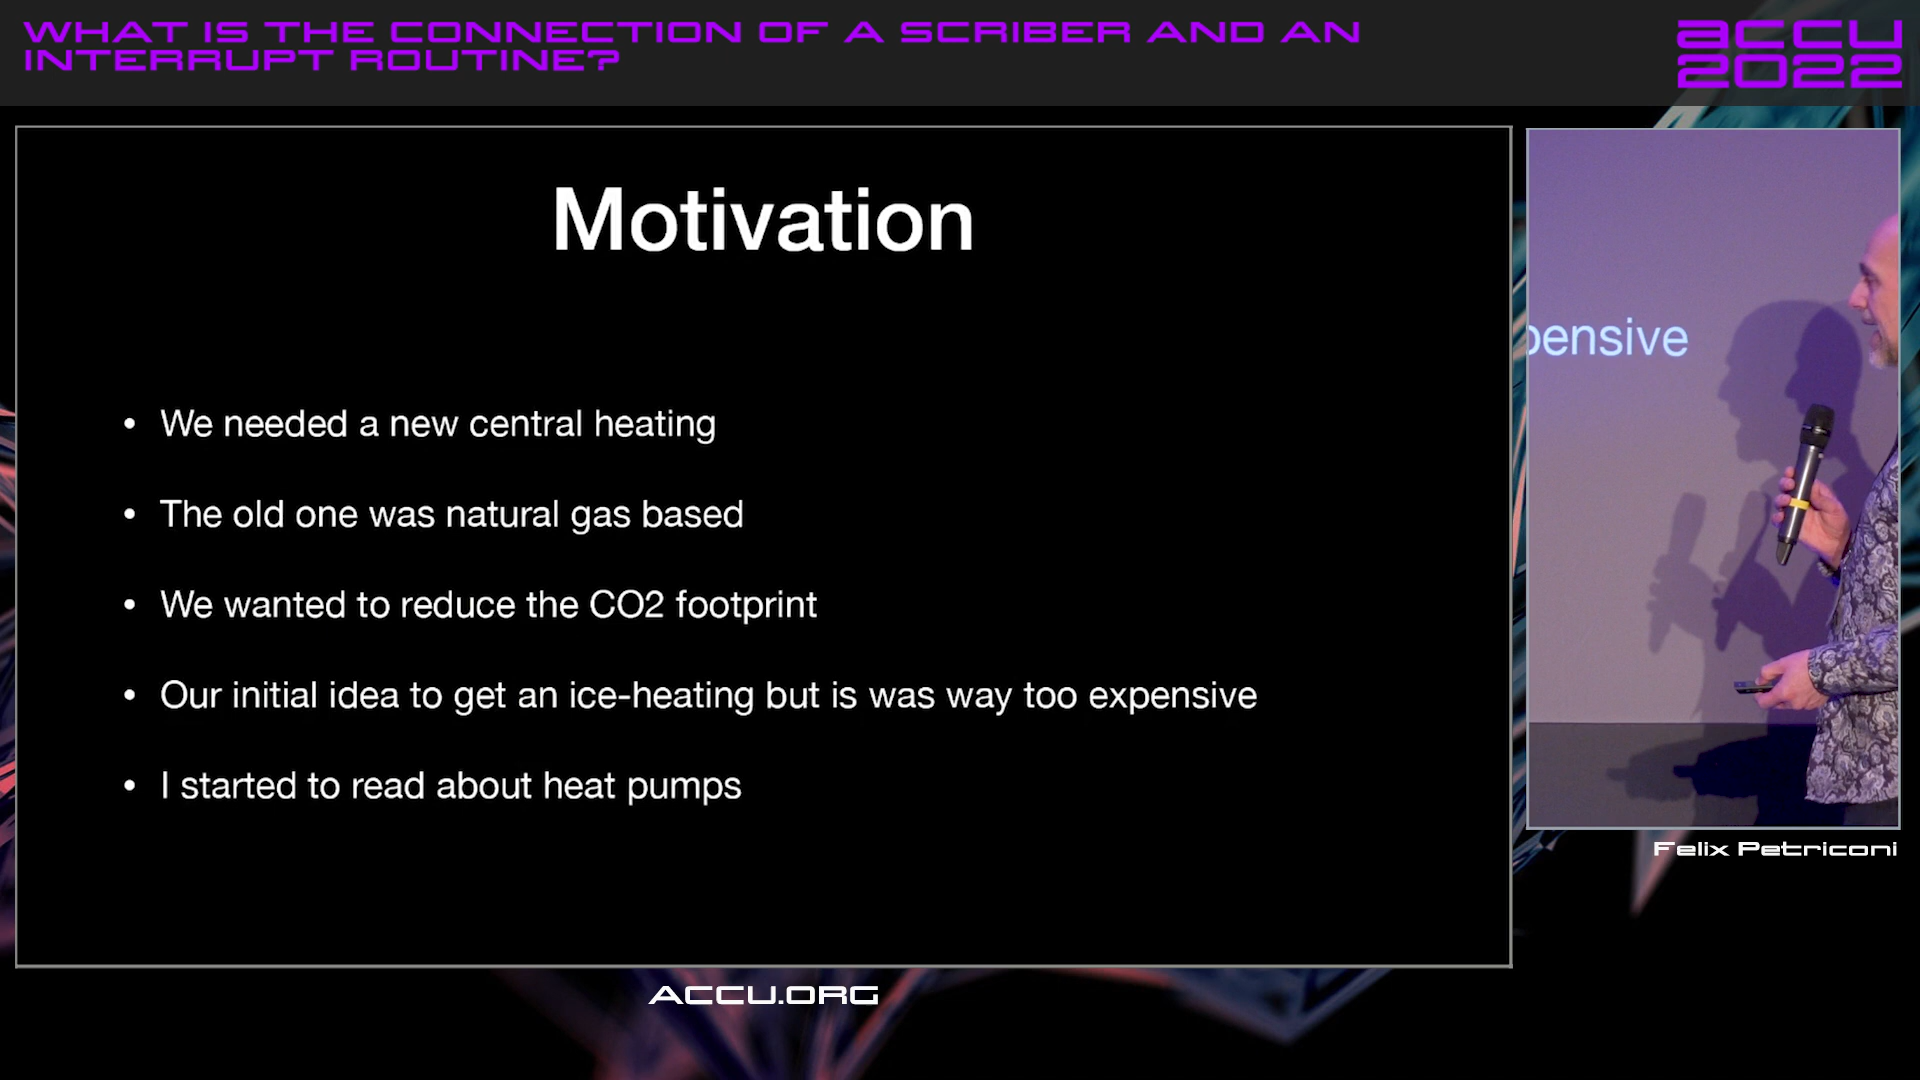 WHAT IS THE CONNECTION OF A SCRIBER AND AN
INTERRUPT ROUTINE?
accu
2022
Motivation
• We needed a new central heating
• The old one was natural gas based
• We wanted to reduce the CO2 footprint
• Our initial idea to get an ice-heating but is was way too expensive
• I started to read about heat pumps
pensive
Felix Petriconi
ACCU.ORG